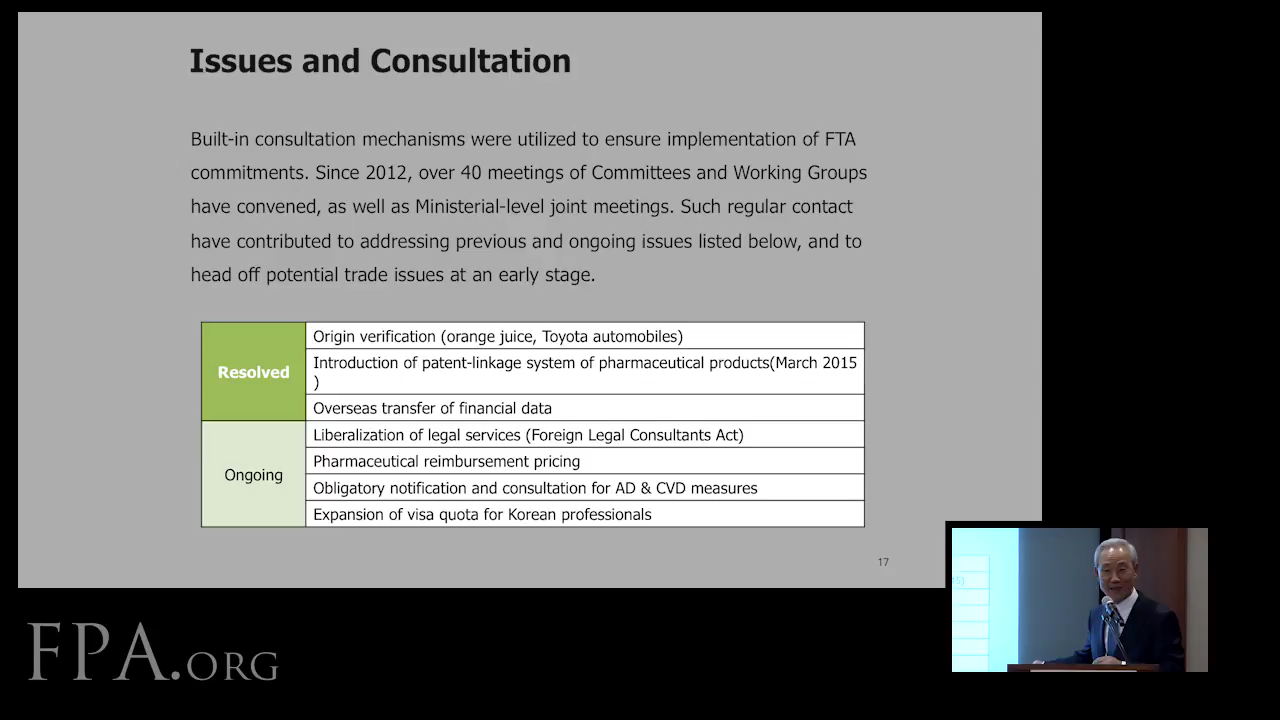 Issues and Consultation
Built-in consultation mechanisms were utilized to ensure implementation of FTA
commitments. Since 2012, over 40 meetings of Committees and Working Groups
have convened, as well as Ministerial-level joint meetings. Such regular contact
have contributed to addressing previous and ongoing issues listed below, and to
head off potential trade issues at an early stage.
Resolved
Origin verification (orange juice, Toyota automobiles)
Introduction of patent-linkage system of pharmaceutical products(March 2015
)
Overseas transfer of financial data
Ongoing
Liberalization of legal services (Foreign Legal Consultants Act)
Pharmaceutical reimbursement pricing
Obligatory notification and consultation for AD & CVD measures
Expansion of visa quota for Korean professionals
17
15)
FPA.ORG